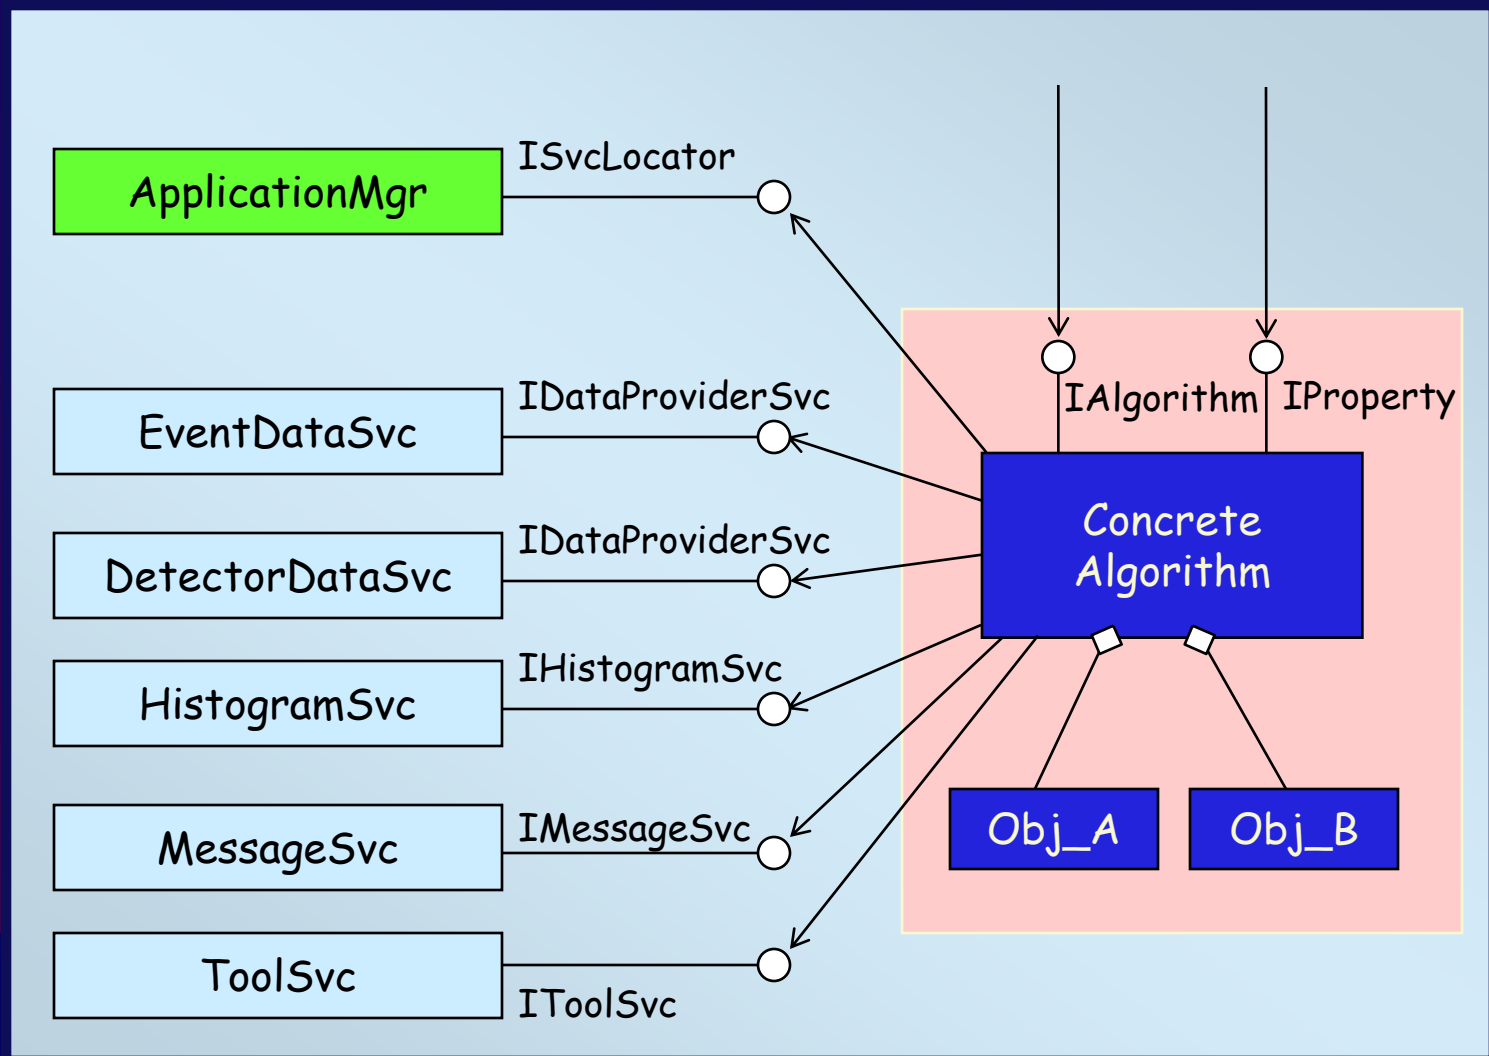 ApplicationMgr
ISvcLocator
EventDataSvc
IDataProviderSvc
IAlgorithm
IProperty
DetectorDataSvc
IDataProviderSvc
Concrete
Algorithm
HistogramSvc
IHistogramSvc
MessageSvc
IMessageSvc
Obj_A
Obj_B
ToolSvc
IToolSvc